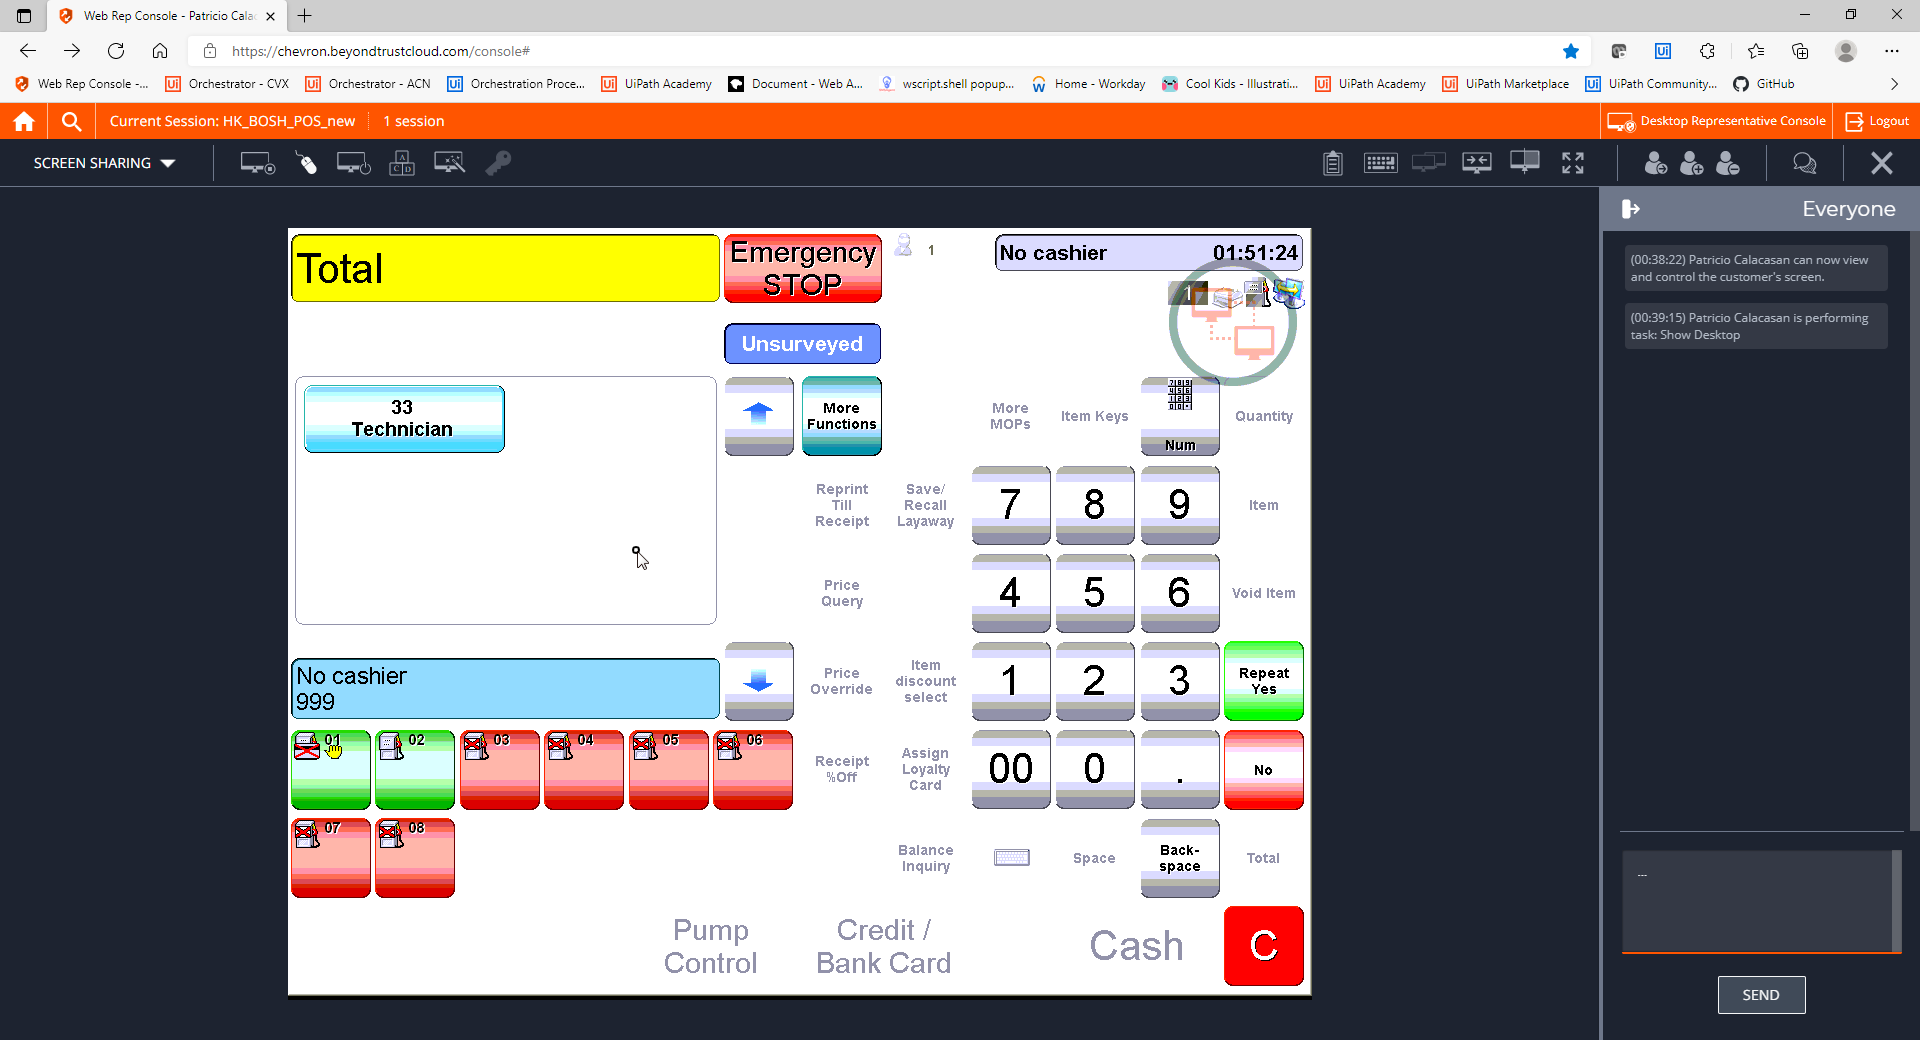 Web Rep Console - Patricio Cala
https://chevron.beyondtrustcloud.com/console#
Web Rep Console -...
Orchestrator - CVX
Orchestrator - ACN
Orchestration Proce...
UiPath Academy
Document - Web A...
wscript.shell popup...
Home - Workday
Cool Kids - Illustrati...
UiPath Academy
UiPath Marketplace
UiPath Community...
GitHub
Current Session: HK_BOSH_POS_new
1 session
Desktop Representative Console
Logout
SCREEN SHARING
Everyone
(00:38:22) Patricio Calacasan can now view
and control the customer's screen.
(00:39:15) Patricio Calacasan is performing
task: Show Desktop
Total
Emergency
STOP
1
No cashier 01:51:24
1
Unsurveyed
33
Technician
More
Functions
More
MOPs
Item Keys
Num
Quantity
Reprint
Till
Receipt
Save/
Recall
Layaway
7
8
9
Item
Price
Query
4
5
6
Void Item
No cashier
999
Price
Override
Item
discount
select
1
2
3
Repeat
Yes
01
02
03
04
05
06
Receipt
%Off
Assign
Loyalty
Card
00
0
.
No
07
08
Balance
Inquiry
Space
Back-
space
Total
Pump
Control
Credit /
Bank Card
Cash
C
...
SEND